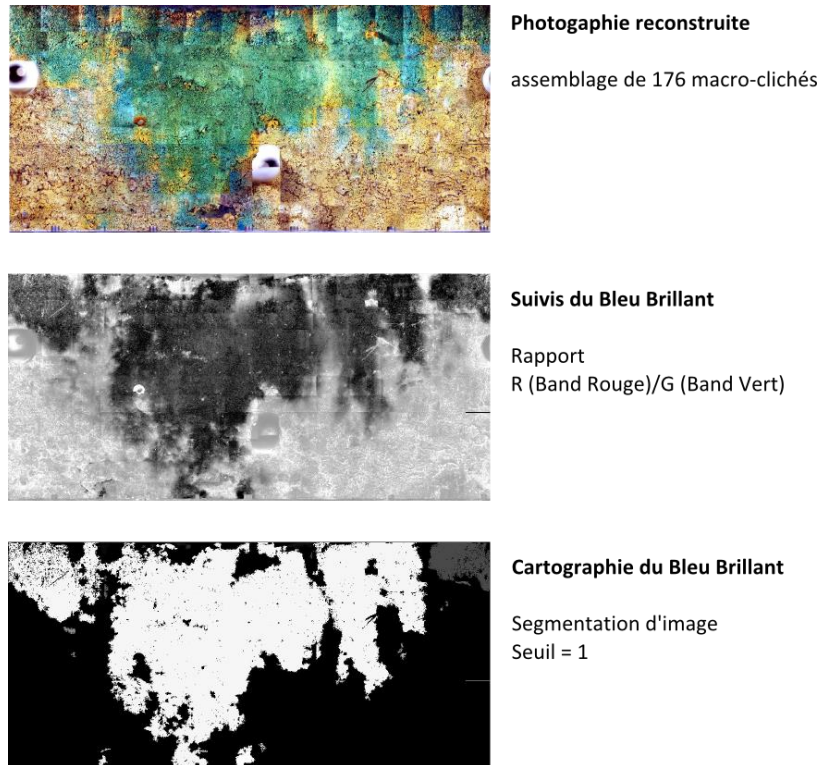 Photogaphie reconstruite
assemblage de 176 macro-clichés
Suivis du Bleu Brillant
Rapport
R (Band Rouge)/G (Band Vert)
Cartographie du Bleu Brillant
Segmentation d'image
Seuil = 1